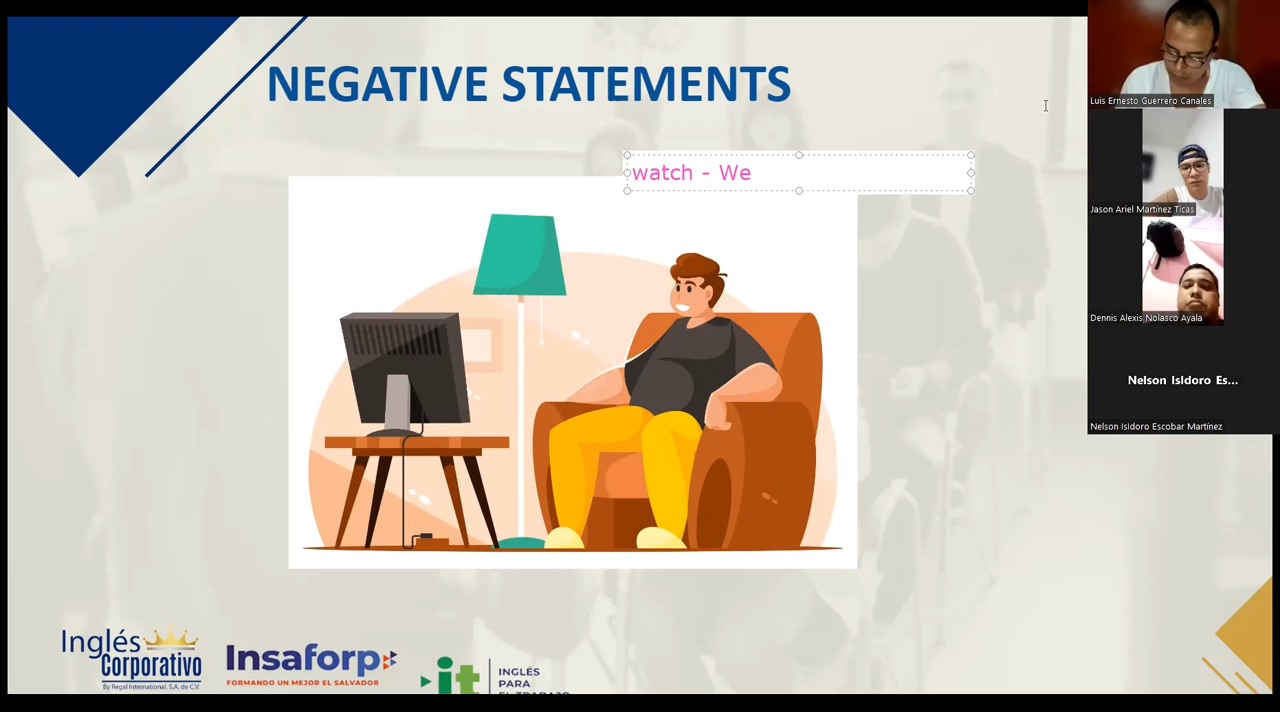 NEGATIVE STATEMENTS
watch - We
Luis Ernesto Guerrero Canales
Jason Ariel Martínez Ticas
Dennis Alexis Nolasco Ayala
Nelson IsIdoro Es...
Nelson IsIdoro Escobar Martínez
Inglés
Corporativo
By Regal International, S.A. de C.V.
Insaforp
FORMANDO UN MEJOR EL SALVADOR
it
INGLÉS
PARA
EL TRABAJO